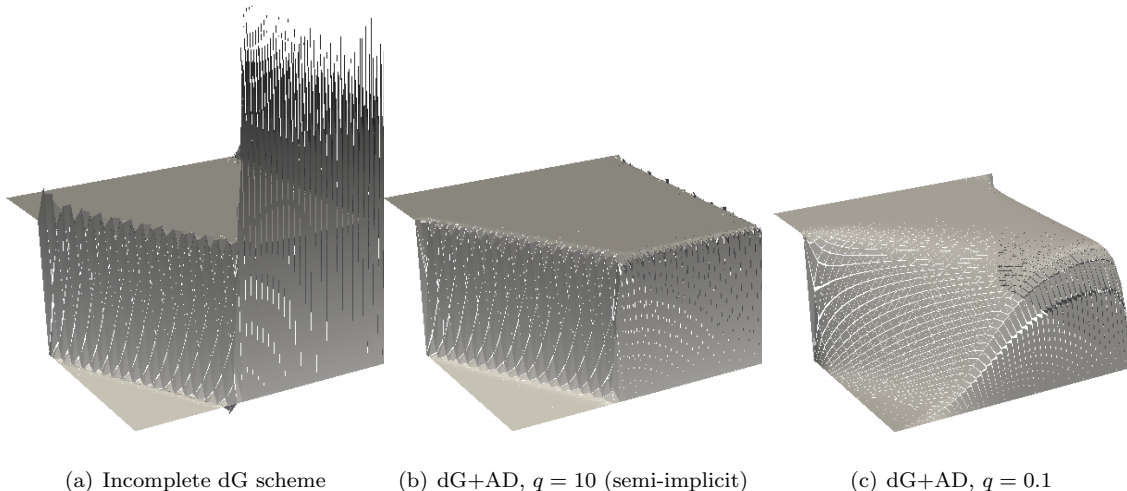 (a) Incomplete dG scheme
(b) dG+AD, q = 10 (semi-implicit)
(c) dG+AD, q = 0.1